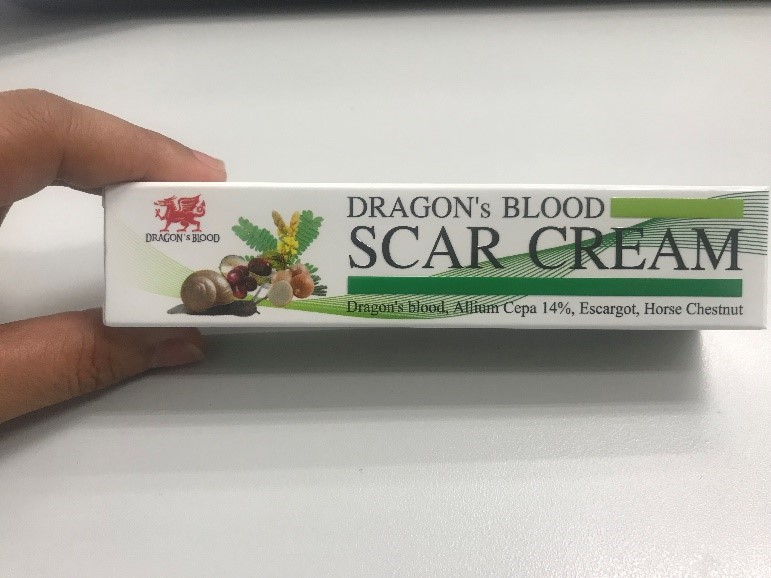 DRAGON's BLOOD
DRAGON's BLOOD
SCAR CREAM
Dragon's blood, Allium Cepa 14%, Escargot, Horse Chestnut